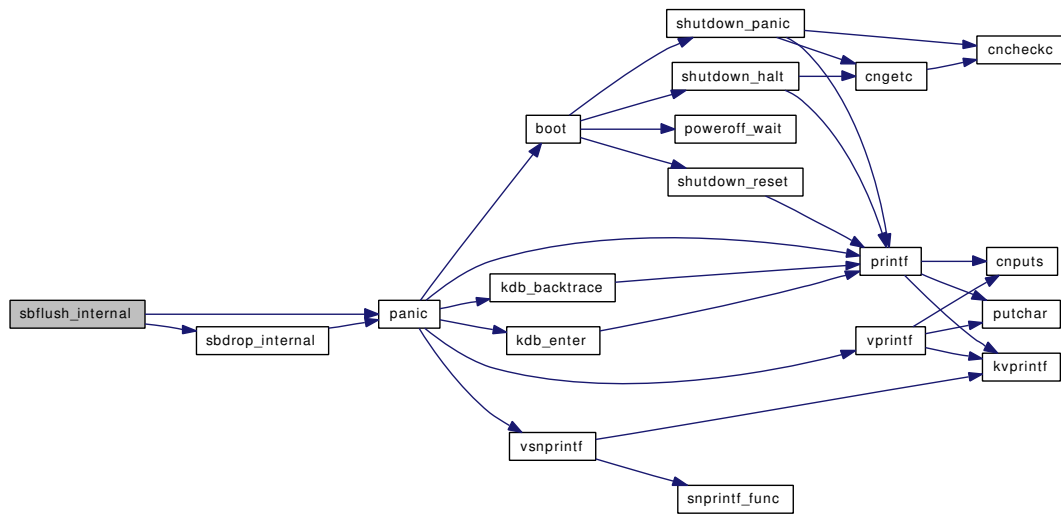 shutdown_panic
cncheckc
shutdown_halt
cngetc
boot
poweroff_wait
shutdown_reset
printf
cnputs
kdb_backtrace
sbflush_internal
panic
putchar
sbdrop_internal
kdb_enter
vprintf
kvprintf
vsnprintf
snprintf_func